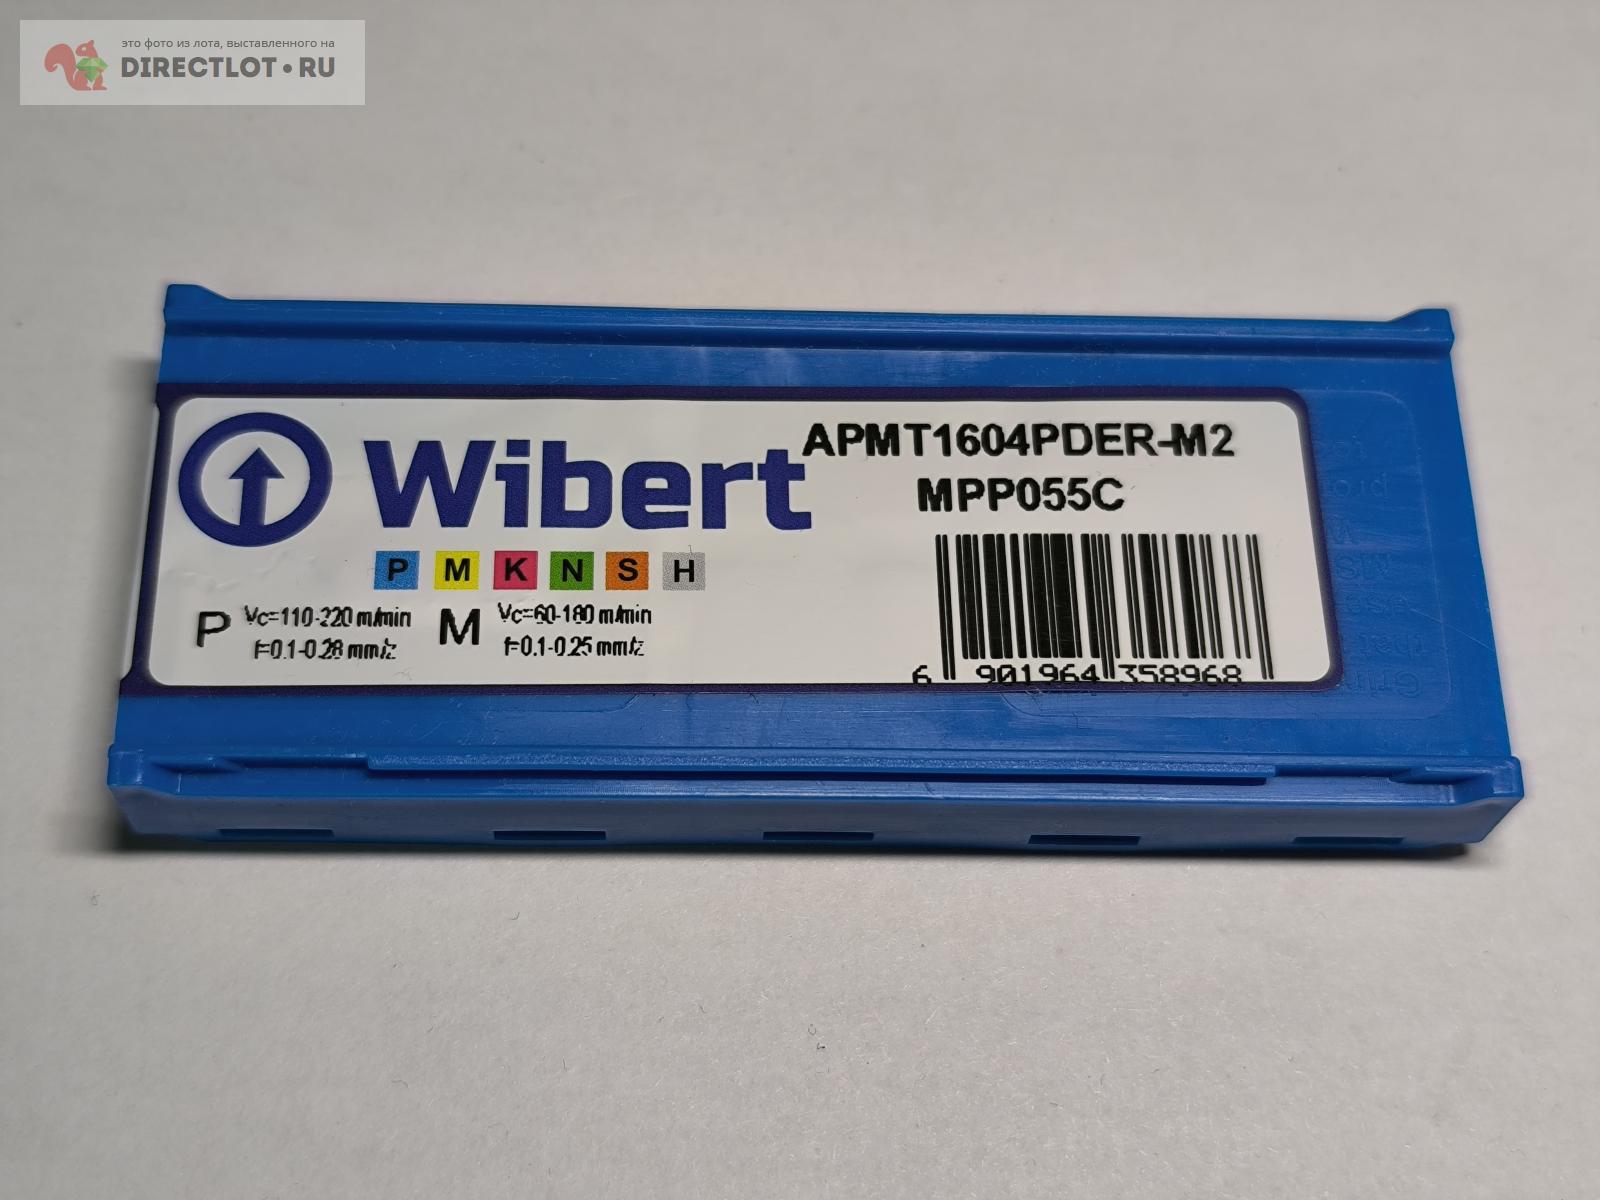 это фото из лота, выставленного на
DIRECTLOT•RU
Wibert
APMT1604PDER-M2
MPP055C
P M K N S H
P Vc=110-220 m/min
f=0.1-0.28 mm/z
M Vc=60-180 m/min
f=0.1-0.25 mm/z
6 901964 358968